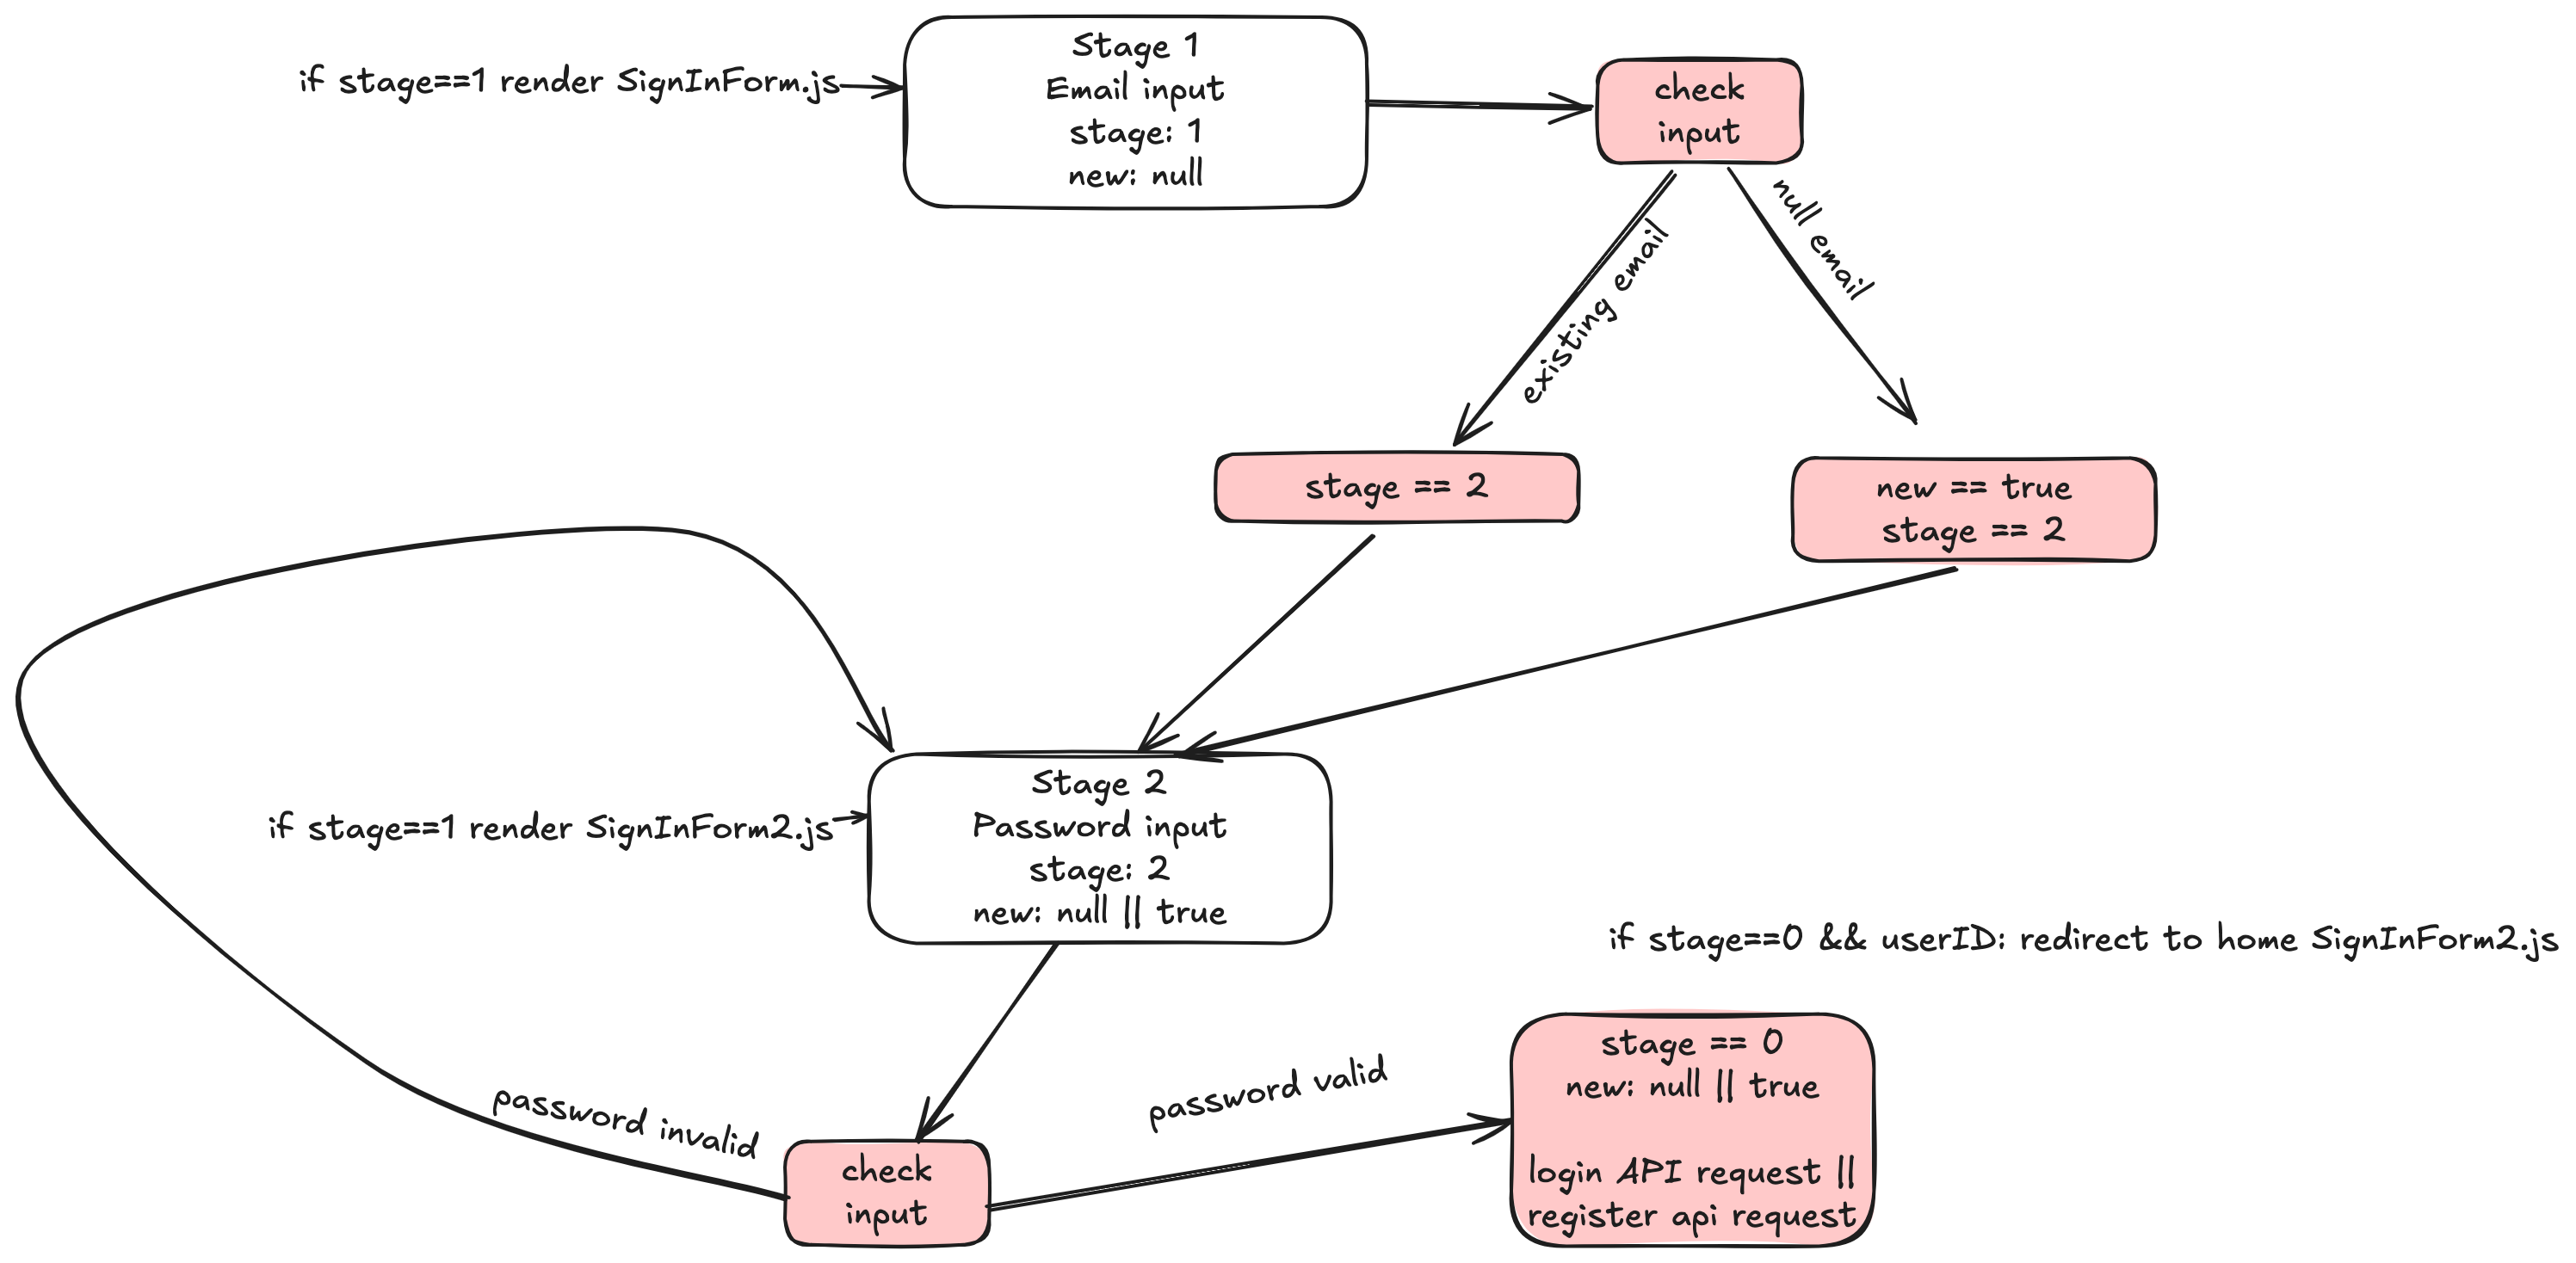 if stage==1 render SignInForm.js
Stage 1
Email input
stage: 1
new: null
check
input
existing email
null email
stage == 2
new == true
stage == 2
if stage==1 render SignInForm2.js
Stage 2
Password input
stage: 2
new: null || true
if stage==0 && userID: redirect to home SignInForm2.js
password invalid
check
input
password valid
stage == 0
new: null || true
login API request ||
register api request